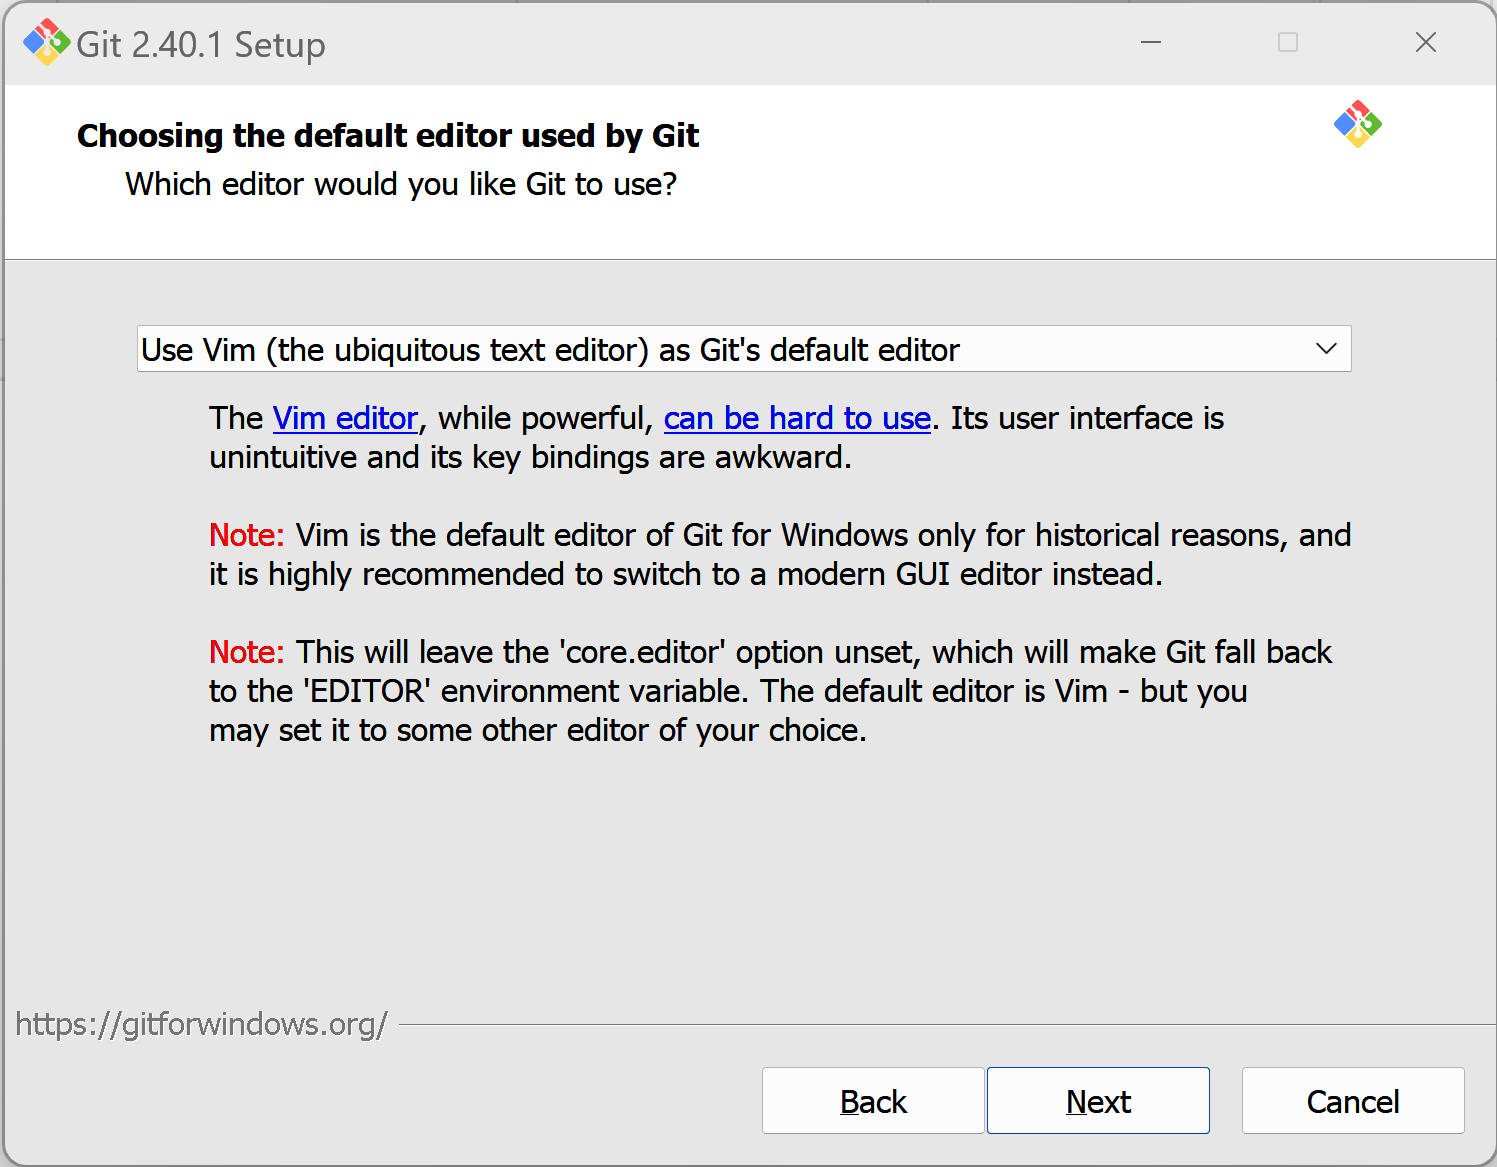 Git 2.40.1 Setup
Choosing the default editor used by Git
Which editor would you like Git to use?
Use Vim (the ubiquitous text editor) as Git's default editor
The Vim editor, while powerful, can be hard to use. Its user interface is
unintuitive and its key bindings are awkward.
Note: Vim is the default editor of Git for Windows only for historical reasons, and
it is highly recommended to switch to a modern GUI editor instead.
Note: This will leave the 'core.editor' option unset, which will make Git fall back
to the 'EDITOR' environment variable. The default editor is Vim - but you
may set it to some other editor of your choice.
https://gitforwindows.org/
Back Next Cancel